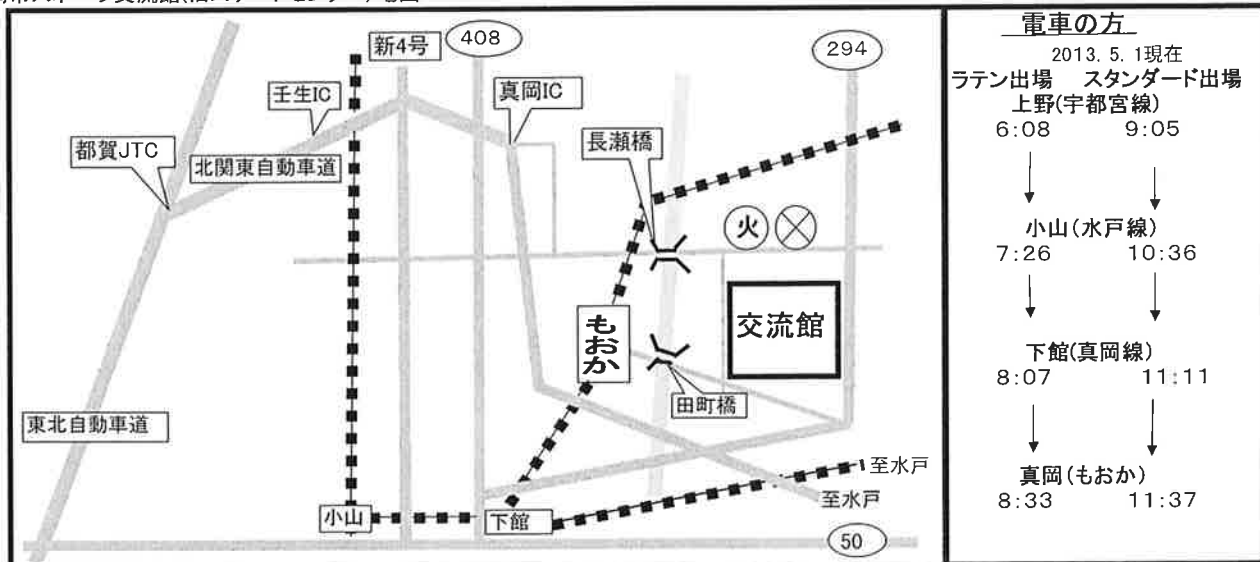 新4号
408
294
壬生IC
真岡IC
都賀JTC
長瀬橋
北関東自動車道
火
もおか
交流館
田町橋
東北自動車道
至水戸
至水戸
小山
下館
50
電車の方
2013.5.1現在
ラテン出場 スタンダード出場
上野(宇都宮線)
6:08 9:05
小山(水戸線)
7:26 10:36
下館(真岡線)
8:07 11:11
真岡(もおか)
8:33 11:37